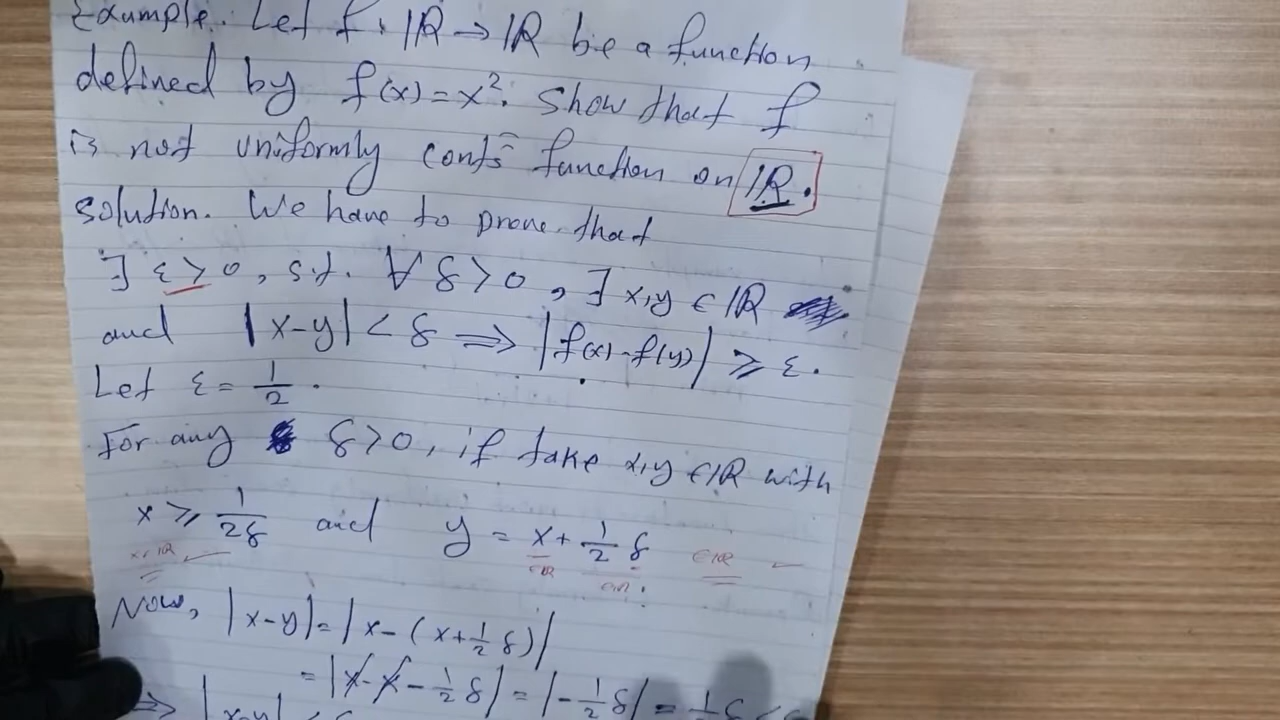 Example. Let f: ℝ → ℝ be a function
defined by f(x) = x². Show that f
is not uniformly conts function on ℝ.
solution. We have to prove that
∃ ε > 0, s.t. ∀ δ > 0, ∃ x,y ∈ ℝ
and |x-y| < δ ⟹ |f(x)-f(y)| ⩾ ε.
Let ε = 1/2.
For any δ > 0, if take x,y ∈ ℝ with
x ⩾ 1/2δ and y = x + 1/2 δ ∈ℝ
x∈ℝ ∈ℝ ∈ℝ
Now, |x-y| = |x-(x+1/2 δ)|
= |x-x-1/2 δ| = |-1/2 δ| = 1/2 δ <
⟹ |x-y| <